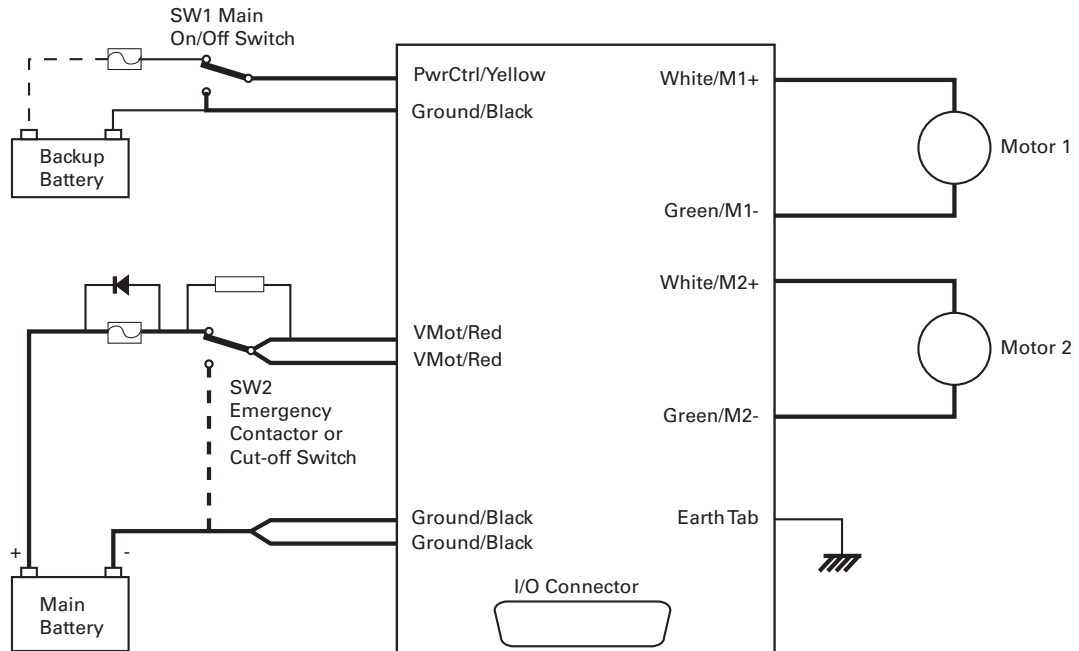 SW1 Main
On/Off Switch
PwrCtrl/Yellow
Ground/Black
Backup
Battery
White/M1+
Motor 1
Green/M1-
White/M2+
Motor 2
Green/M2-
VMot/Red
VMot/Red
SW2
Emergency
Contactor or
Cut-off Switch
Ground/Black
Ground/Black
Earth Tab
I/O Connector
+
-
Main
Battery